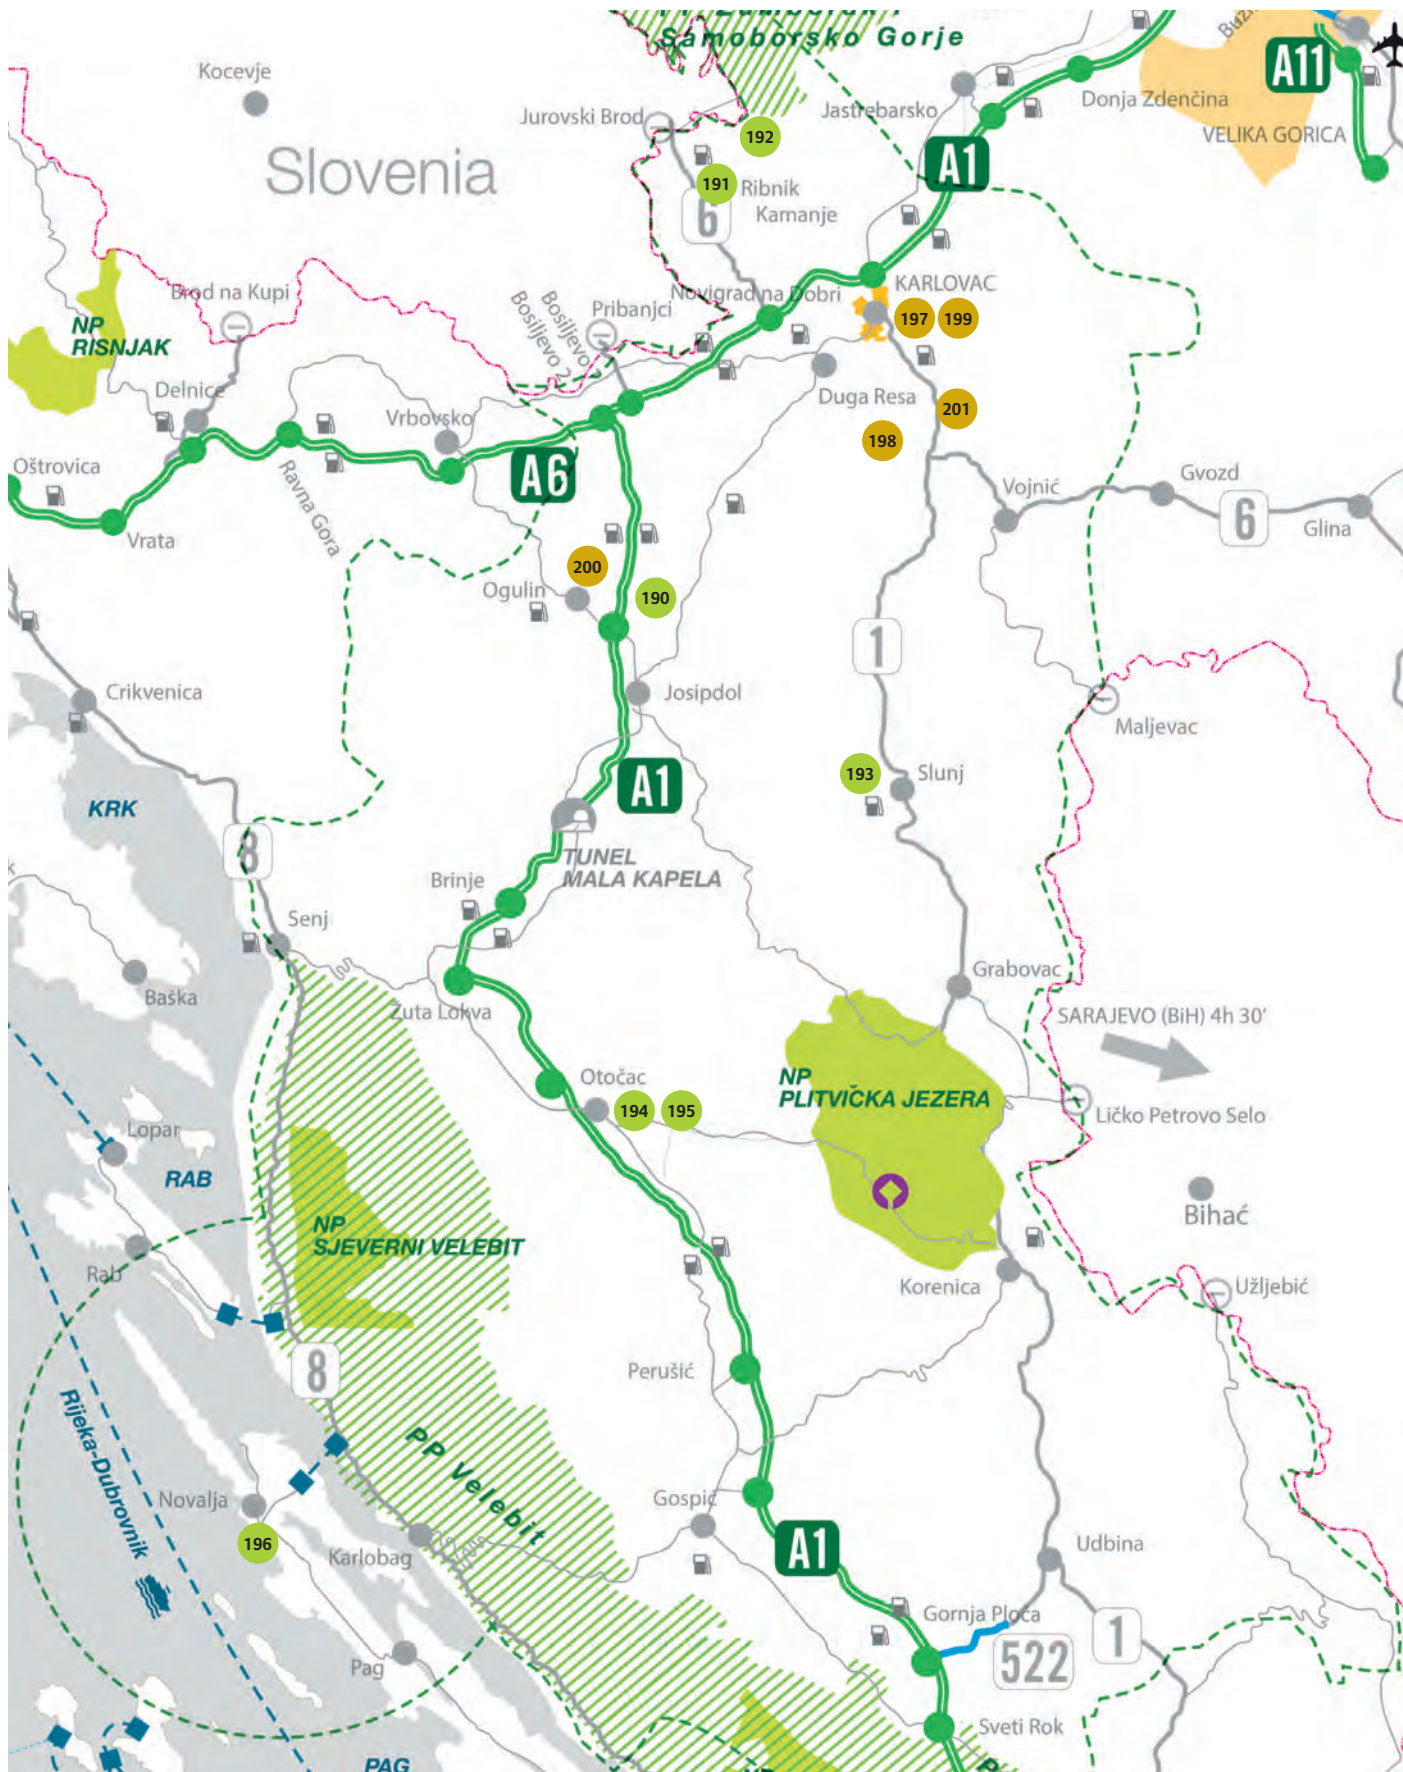 Samoborsko Gorje
Kocevje
Slovenia
Jurovski Brod
192
Jastrebarsko
Donja Zdenčina
A11
VELIKA GORICA
A1
191
Ribnik
6
Kamanje
Brod na Kupi
NP
RISNJAK
Novigrad na Dobri
KARLOVAC
197
199
Pribanjci
Bosiljevo 2
Delnice
Vrbovsko
Duga Resa
201
198
Oštrovica
A6
Ravna Gora
Vrata
Vojnić
Gvozd
6
Glina
200
Ogulin
190
1
Crikvenica
Josipdol
Maljevac
193
Slunj
A1
KRK
8
TUNEL
MALA KAPELA
Brinje
Senj
Baška
Žuta Lokva
Grabovac
SARAJEVO (BiH) 4h 30'
Otočac
194
195
NP
PLITVIČKA JEZERA
Ličko Petrovo Selo
Lopar
RAB
Bihać
NP
SJEVERNI VELEBIT
Rab
Korenica
Užljebić
8
Perušić
Rijeka-Dubrovnik
PP Velebit
Novalja
196
Karlobag
Gospić
A1
Udbina
Gornja Ploča
522
1
Pag
Sveti Rok
PAG